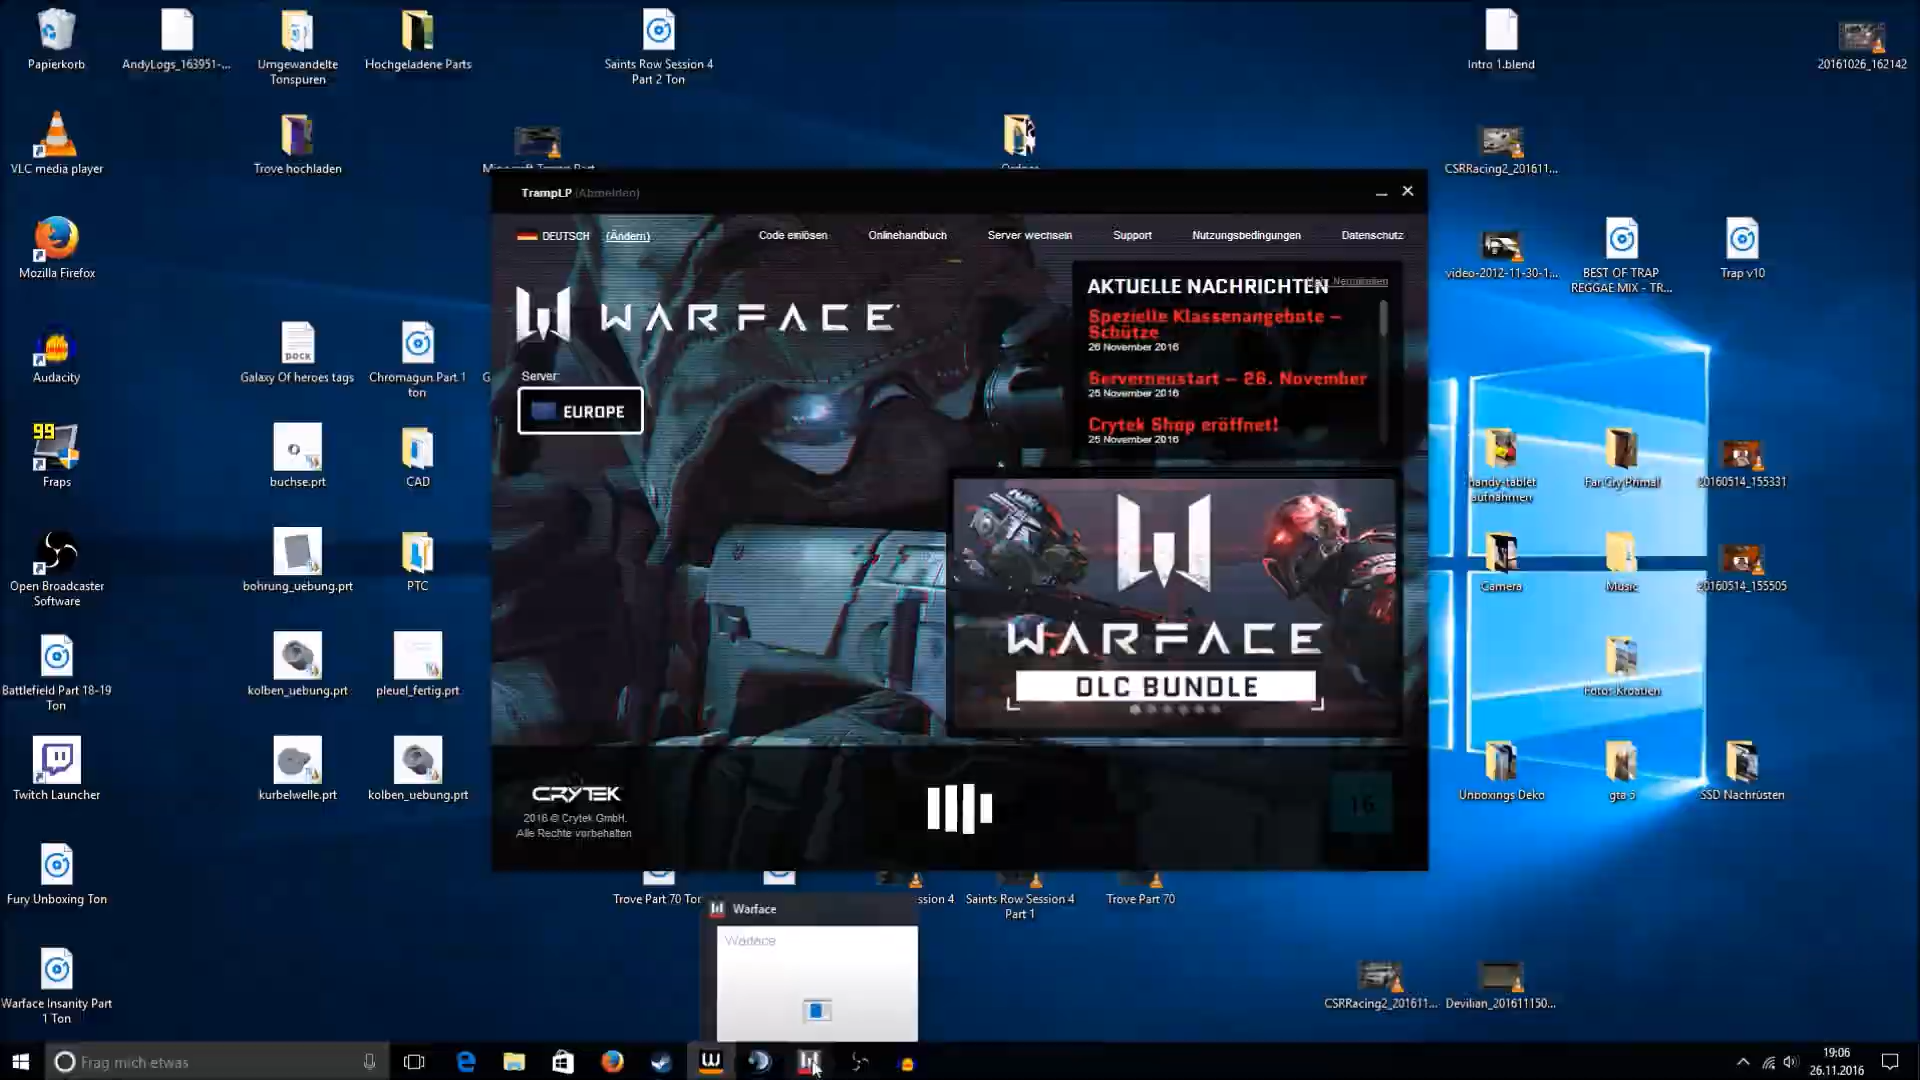 Papierkorb
AndyLogs_163951-...
Umgewandelte
Tonspuren
Hochgeladene Parts
Saints Row Session 4
Part 2 Ton
Intro 1.blend
20161026_162142
VLC media player
Trove hochladen
CSRRacing2_201611...
Mozilla Firefox
video-2012-11-30-1...
BEST OF TRAP
REGGAE MIX - TR...
Trap v10
TrampLP (Abmelden)
DEUTSCH (Ändern)
Code einlösen
Onlinehandbuch
Server wechseln
Support
Nutzungsbedingungen
Datenschutz
WARFACE
AKTUELLE NACHRICHTEN
Spezielle Klassenangebote –
Schütze
26 November 2016
Serverneustart – 26. November
25 November 2016
Crytek Shop eröffnet!
25 November 2016
Server:
EUROPE
WARFACE
DLC BUNDLE
CRYTEK
2016 © Crytek GmbH.
Alle Rechte vorbehalten
16
Audacity
DOCX
Galaxy Of heroes tags
Chromagun Part 1
ton
99
Fraps
buchse.prt
CAD
handy-tablet
aufnahmen
Far Cry Primal
20160514_155331
Open Broadcaster
Software
bohrung_uebung.prt
PTC
Camera
Music
20160514_155505
Battlefield Part 18-19
Ton
kolben_uebung.prt
pleuel_fertig.prt
Fotor Kroatien
Twitch Launcher
kurbelwelle.prt
kolben_uebung.prt
Unboxings Deko
gta 5
SSD Nachrüsten
Fury Unboxing Ton
Trove Part 70 Ton
ssion 4
Saints Row Session 4
Part 1
Trove Part 70
Warface
Warface
Warface Insanity Part
1 Ton
CSRRacing2_201611...
Devilian_201611150...
Frag mich etwas
19:06
26.11.2016